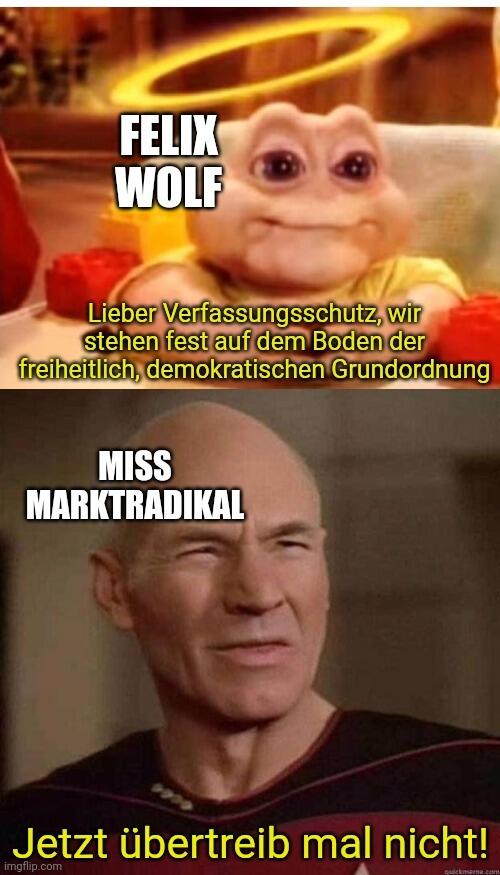 FELIX
WOLF
Lieber Verfassungsschutz, wir
stehen fest auf dem Boden der
freiheitlich, demokratischen Grundordnung
MISS
MARKTRADIKAL
Jetzt übertreib mal nicht!
imgflip.com
quickmeme.com